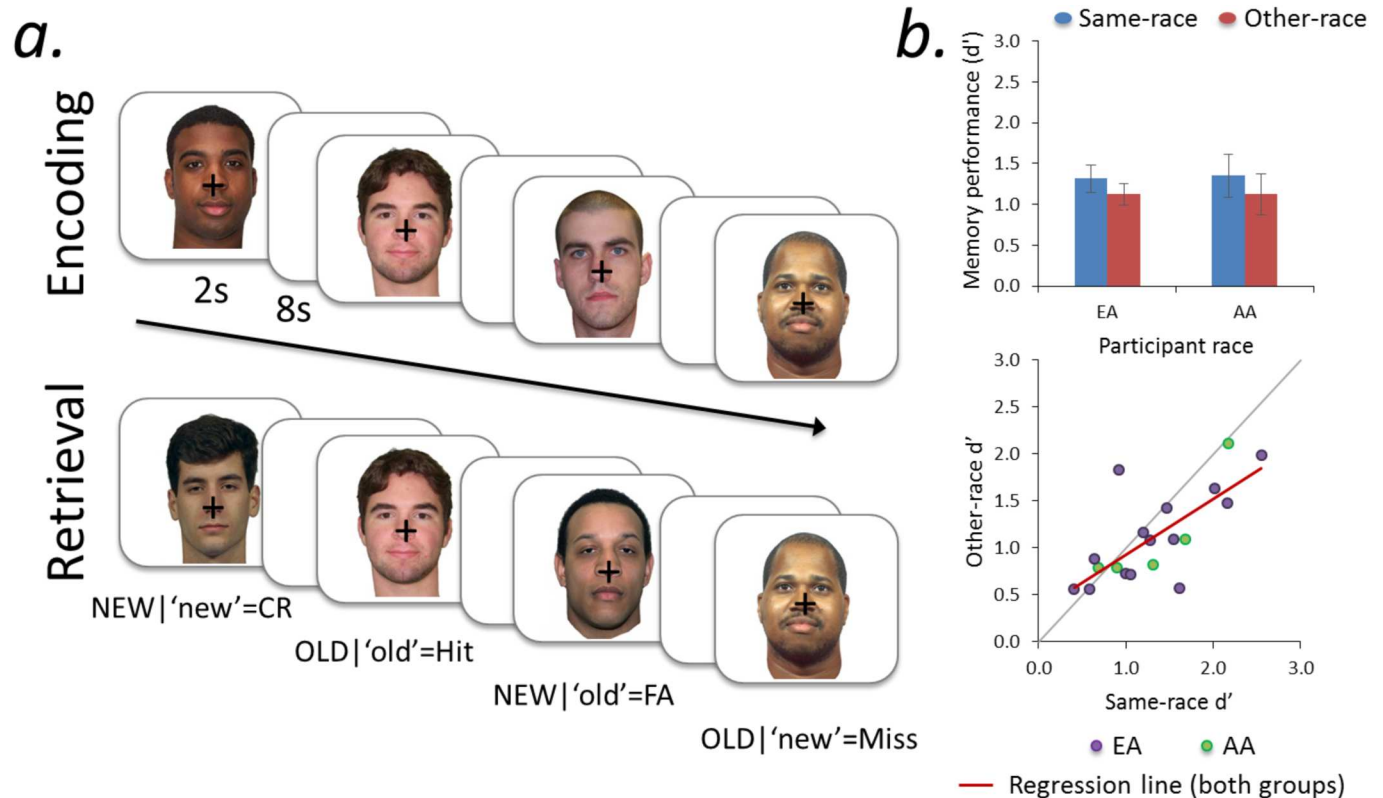 a.
Encoding
2s
8s
Retrieval
NEW|‘new’=CR
OLD|‘old’=Hit
NEW|‘old’=FA
OLD|‘new’=Miss
b.
Same-race Other-race
Memory performance (d')
3.0
2.5
2.0
1.5
1.0
0.5
0.0
EA AA
Participant race
Other-race d’
3.0
2.5
2.0
1.5
1.0
0.5
0.0
0.0 1.0 2.0 3.0
Same-race d’
EA AA
Regression line (both groups)